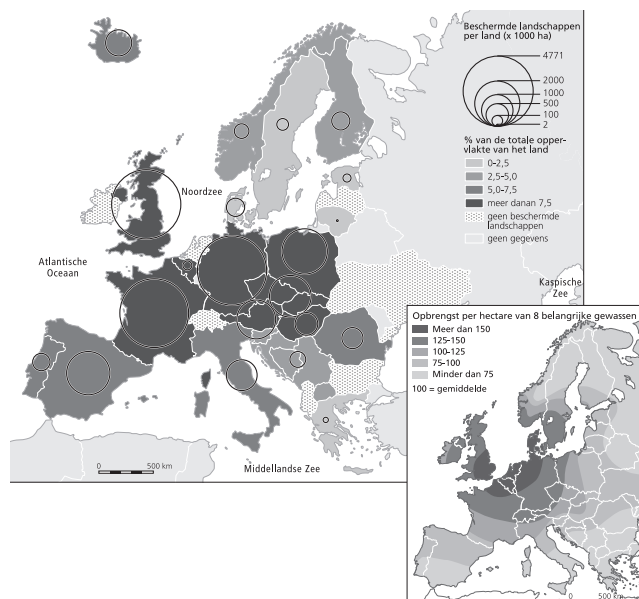 Beschermde landschappen
per land (x 1000 ha)
4771
2000
1000
500
100
2
% van de totale opper-
vlakte van het land
0-2,5
2,5-5,0
5,0-7,5
meer danan 7,5
geen beschermde
landschappen
geen gegevens
Noordzee
Atlantische
Oceaan
Kaspische
Zee
Middellandse Zee
0 500 km
Opbrengst per hectare van 8 belangrijke gewassen
Meer dan 150
125-150
100-125
75-100
Minder dan 75
100 = gemiddelde
0 500 km